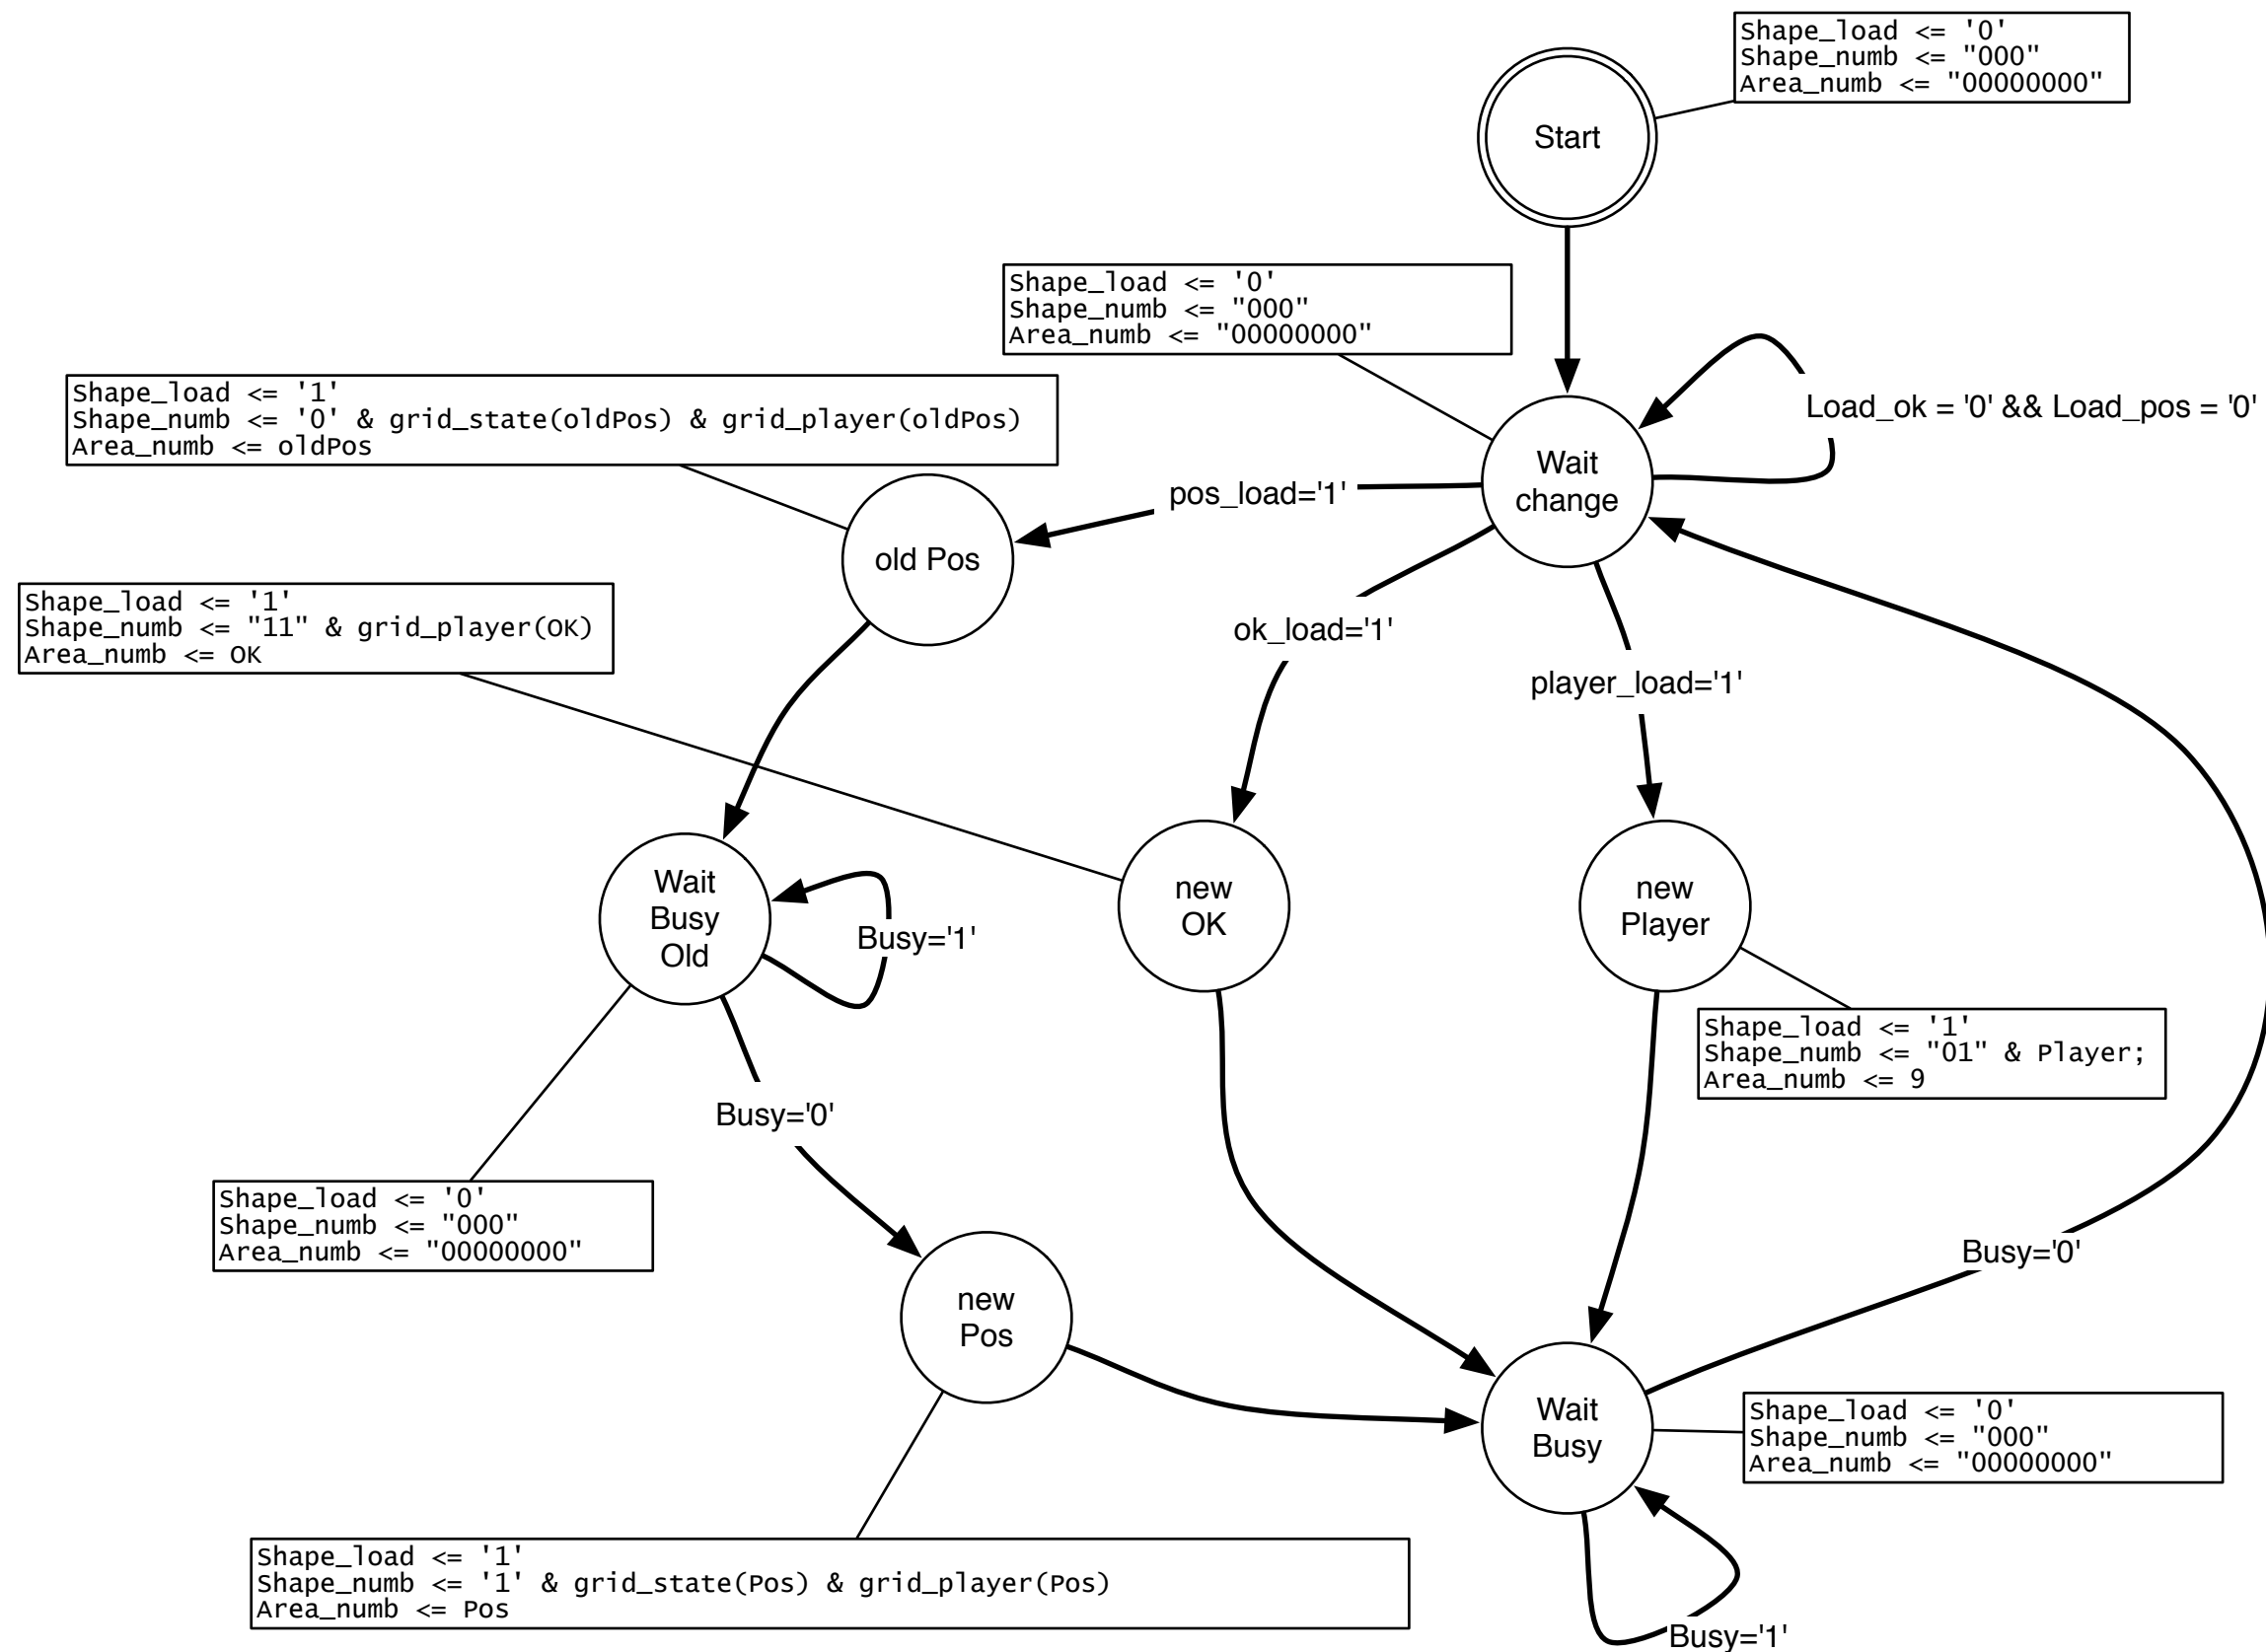 Shape_load <= '0'
Shape_numb <= "000"
Area_numb <= "00000000"
Start
Shape_load <= '0'
Shape_numb <= "000"
Area_numb <= "00000000"
Shape_load <= '1'
Shape_numb <= '0' & grid_state(oldPos) & grid_player(oldPos)
Area_numb <= oldPos
Load_ok = '0' && Load_pos = '0'
Wait
change
pos_load='1'
old Pos
Shape_load <= '1'
Shape_numb <= "11" & grid_player(OK)
Area_numb <= OK
ok_load='1'
player_load='1'
Wait
Busy
Old
Busy='1'
new
OK
new
Player
Shape_load <= '1'
Shape_numb <= "01" & Player;
Area_numb <= 9
Busy='0'
Shape_load <= '0'
Shape_numb <= "000"
Area_numb <= "00000000"
Busy='0'
new
Pos
Wait
Busy
Shape_load <= '0'
Shape_numb <= "000"
Area_numb <= "00000000"
Shape_load <= '1'
Shape_numb <= '1' & grid_state(Pos) & grid_player(Pos)
Area_numb <= Pos
Busy='1'